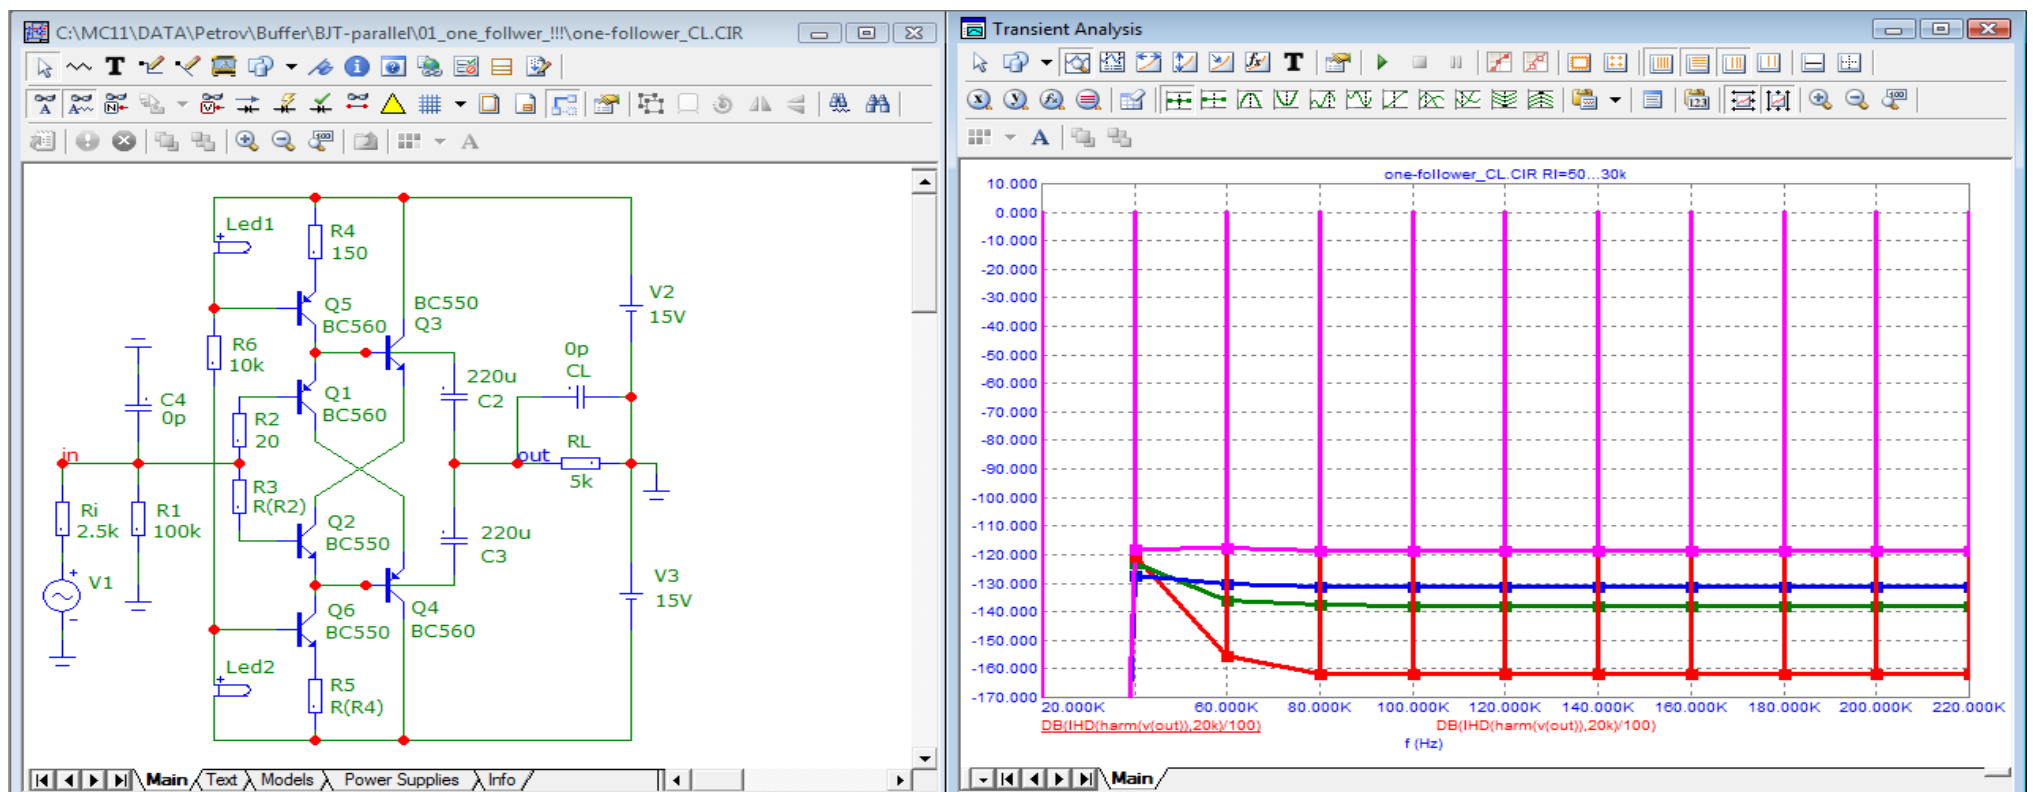 C:\MC11\DATA\Petrov\Buffer\BJT-parallel\01_one_follwer_!!!\one-follower_CL.CIR
Led1
R4
150
Q5
BC560
BC550
Q3
V2
15V
R6
10k
0p
CL
220u
C2
Q1
BC560
C4
0p
R2
20
in
out
RL
5k
R3
R(R2)
Ri
2.5k
R1
100k
Q2
BC550
220u
C3
V1
V3
15V
Q6
BC550
Q4
BC560
Led2
R5
R(R4)
Main Text Models Power Supplies Info
Transient Analysis
one-follower_CL.CIR RI=50...30k
10.000
0.000
-10.000
-20.000
-30.000
-40.000
-50.000
-60.000
-70.000
-80.000
-90.000
-100.000
-110.000
-120.000
-130.000
-140.000
-150.000
-160.000
-170.000
20.000K 60.000K 80.000K 100.000K 120.000K 140.000K 160.000K 180.000K 200.000K 220.000K
DB(IHD(harm(v(out)),20k)/100) DB(IHD(harm(v(out)),20k)/100)
f (Hz)
Main